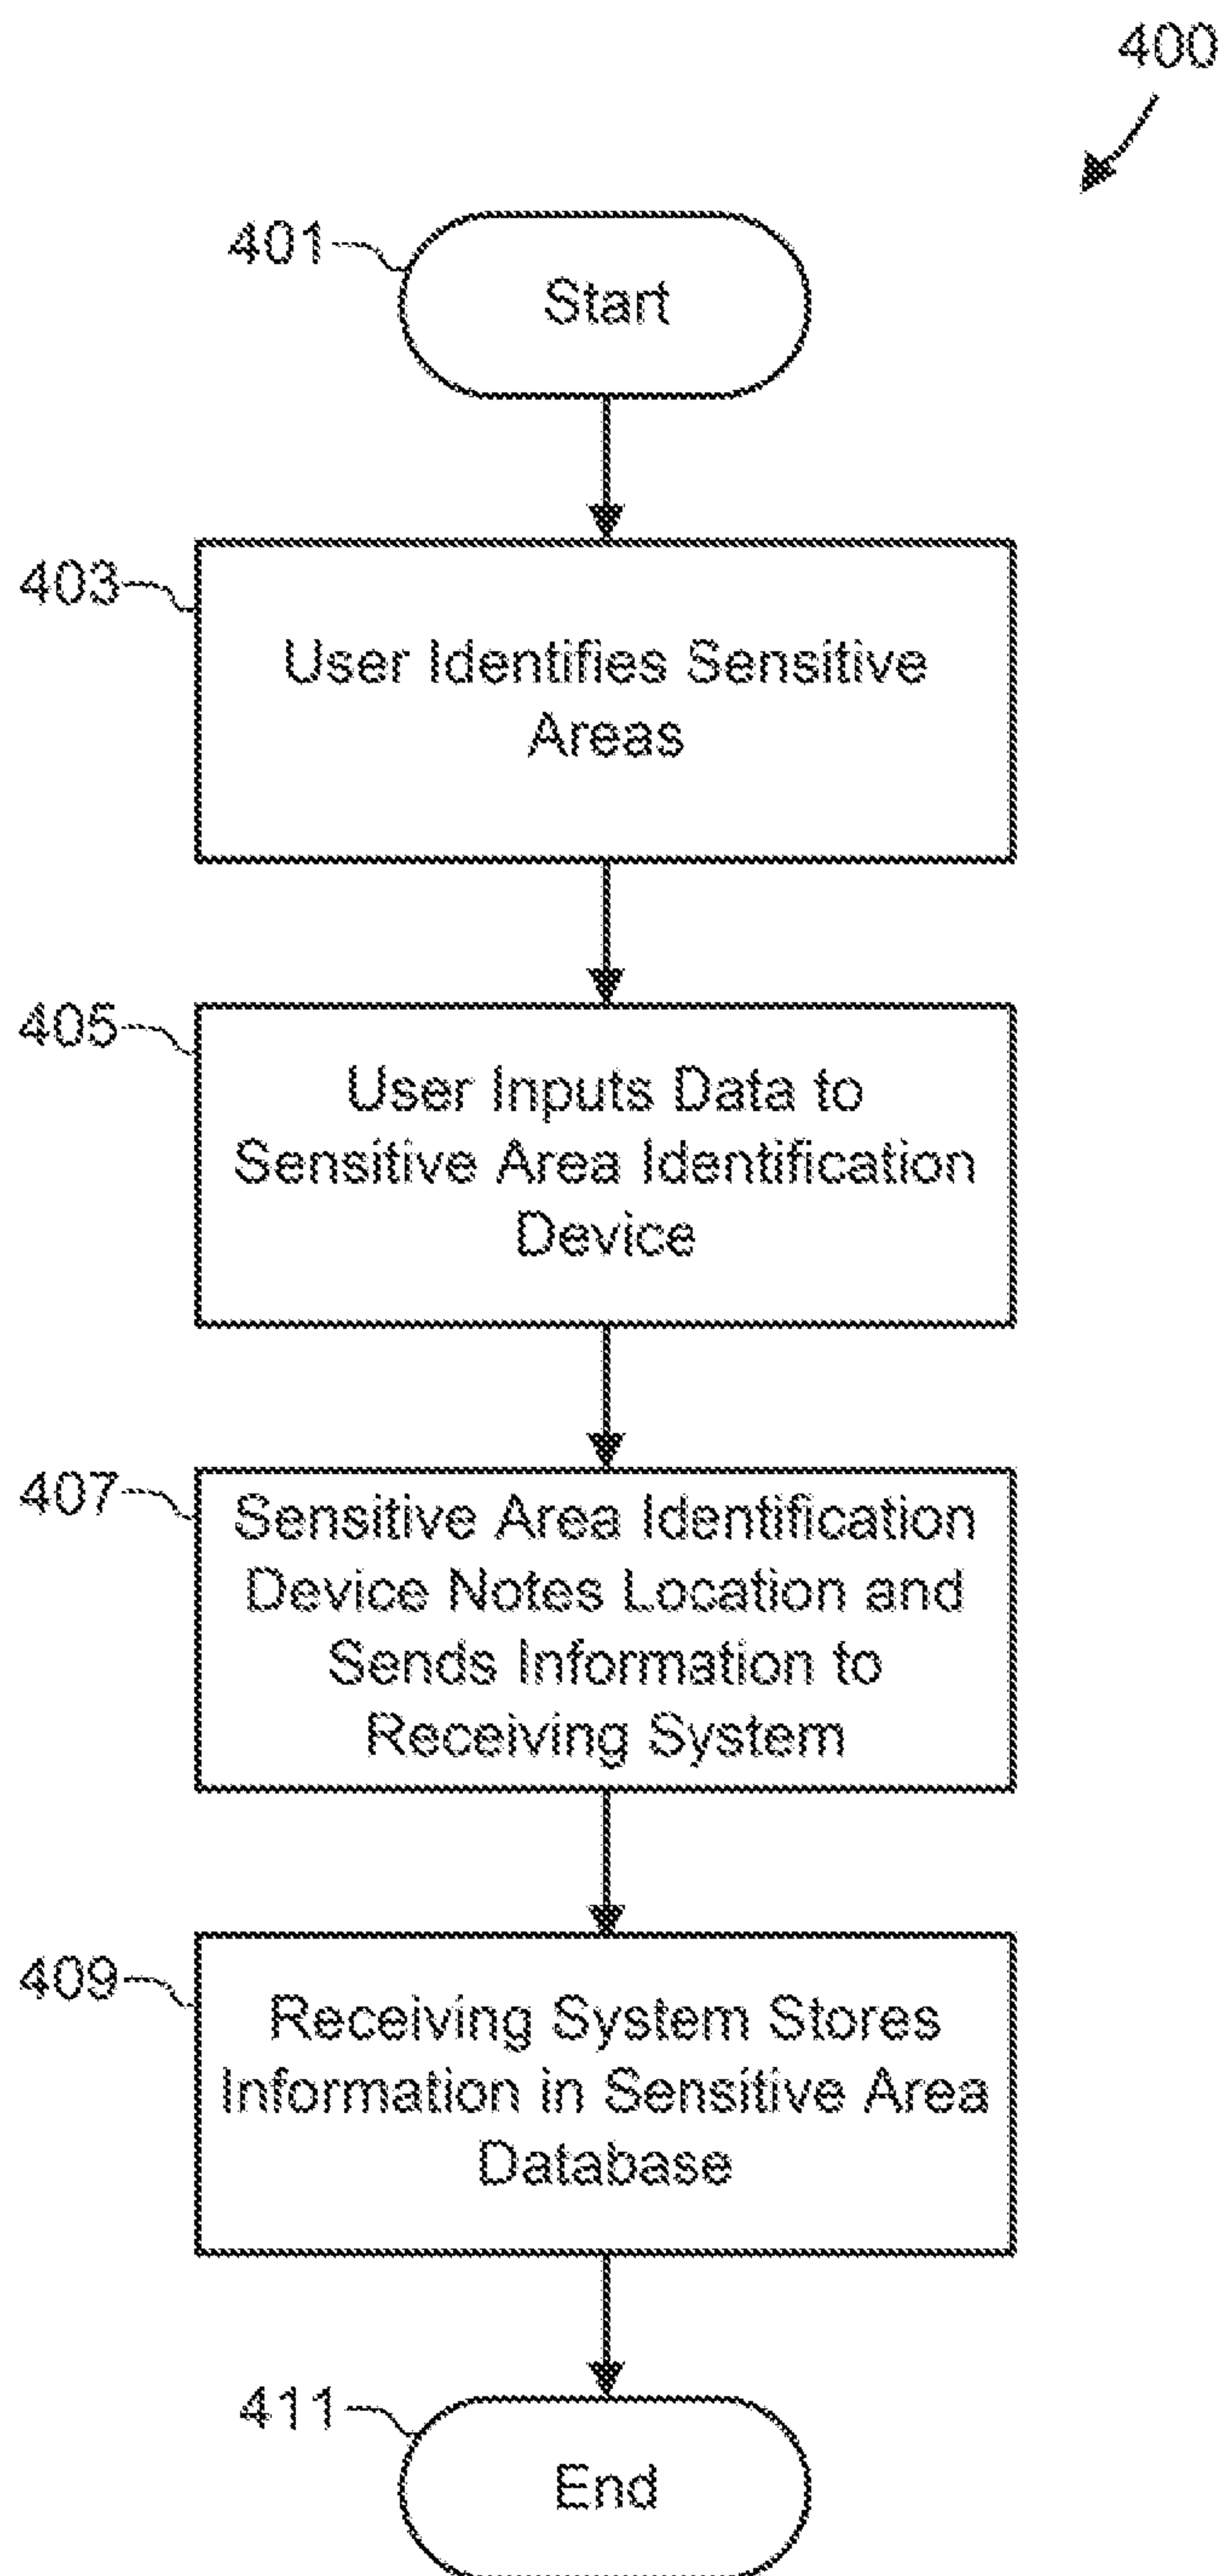 400
401
Start
403
User Identifies Sensitive
Areas
405
User Inputs Data to
Sensitive Area Identification
Device
407
Sensitive Area Identification
Device Notes Location and
Sends Information to
Receiving System
409
Receiving System Stores
Information in Sensitive Area
Database
411
End